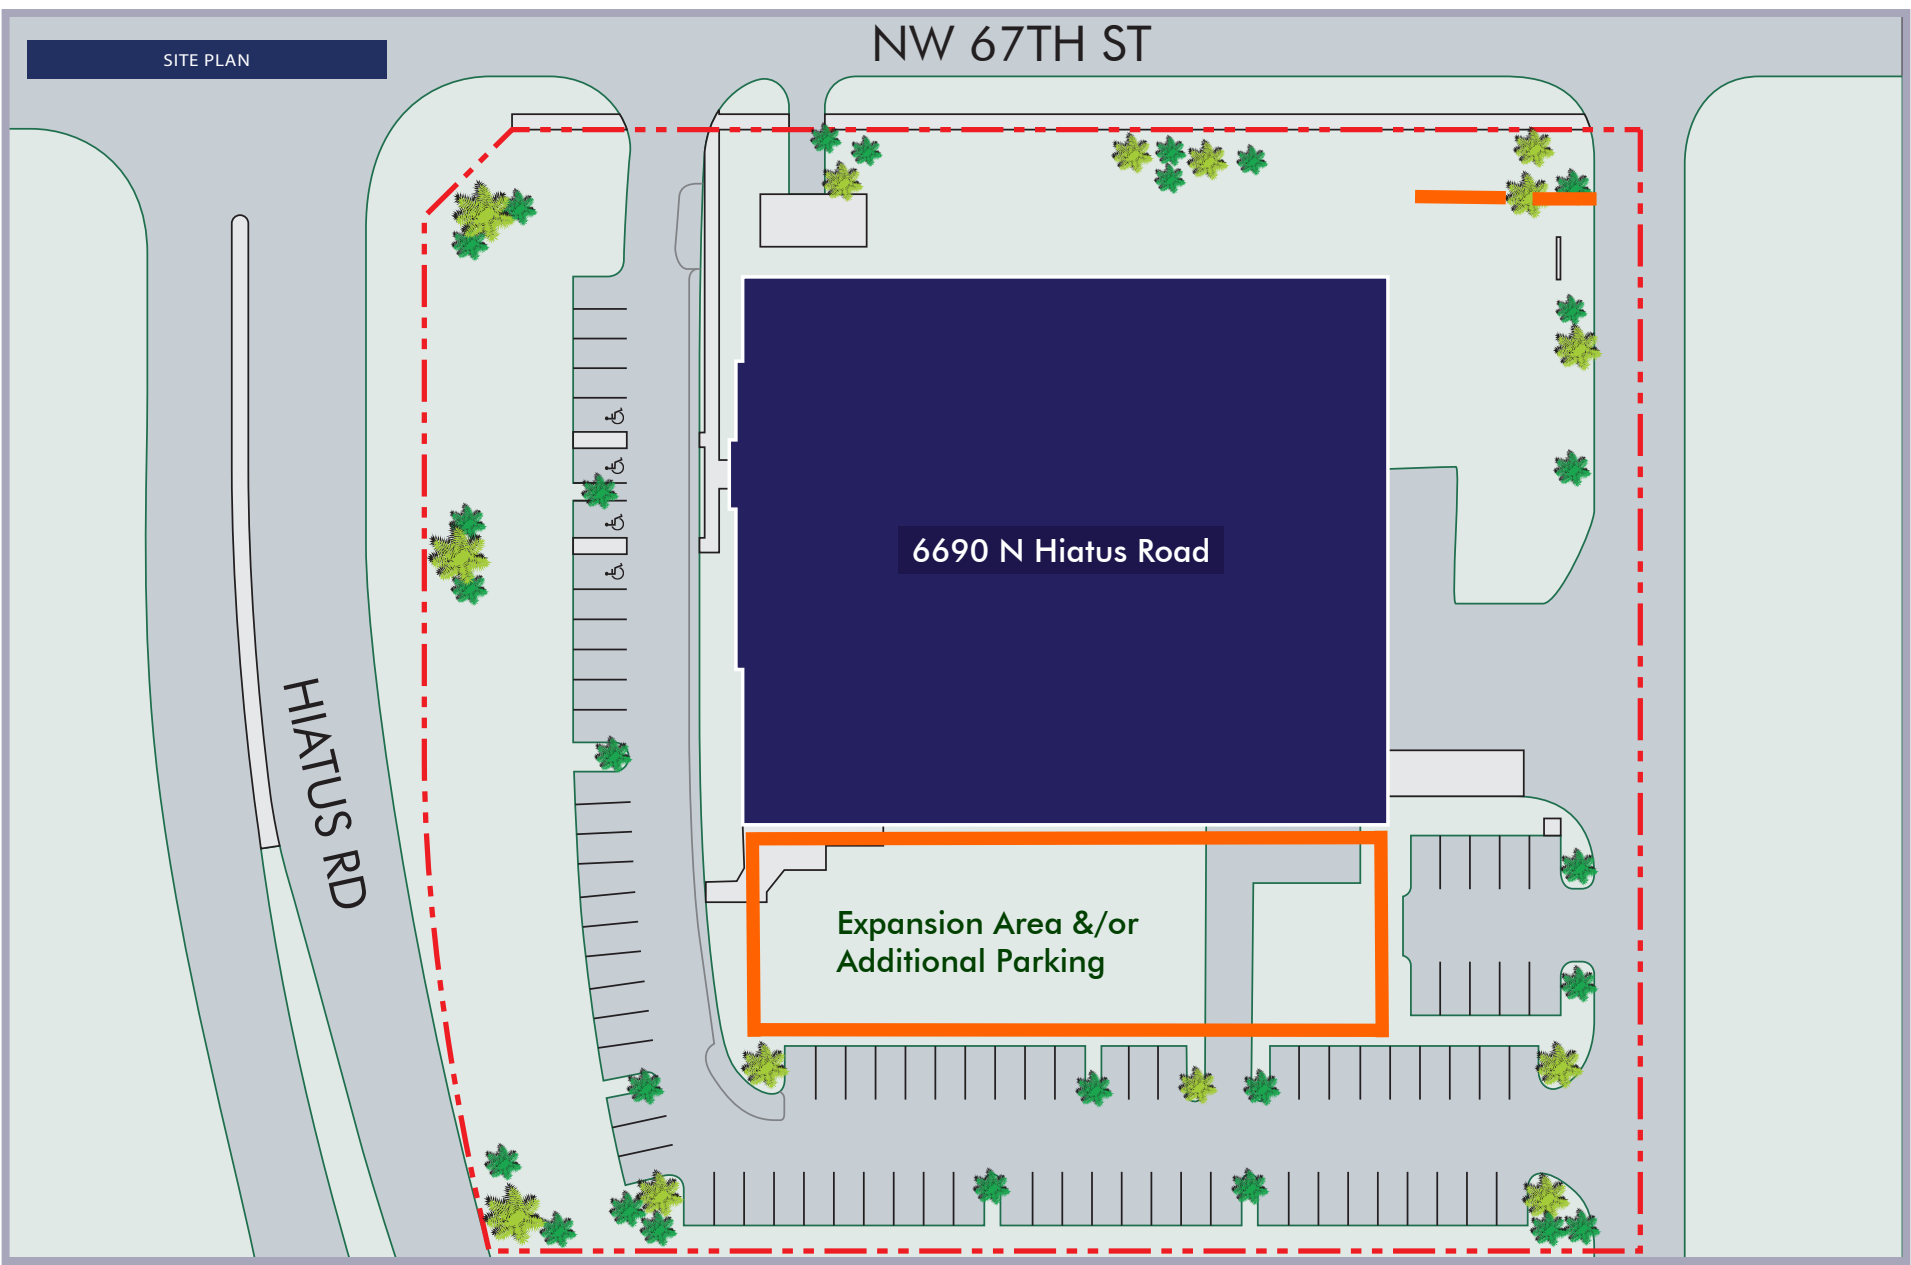 SITE PLAN
NW 67TH ST
HIATUS RD
6690 N Hiatus Road
Expansion Area &/or
Additional Parking